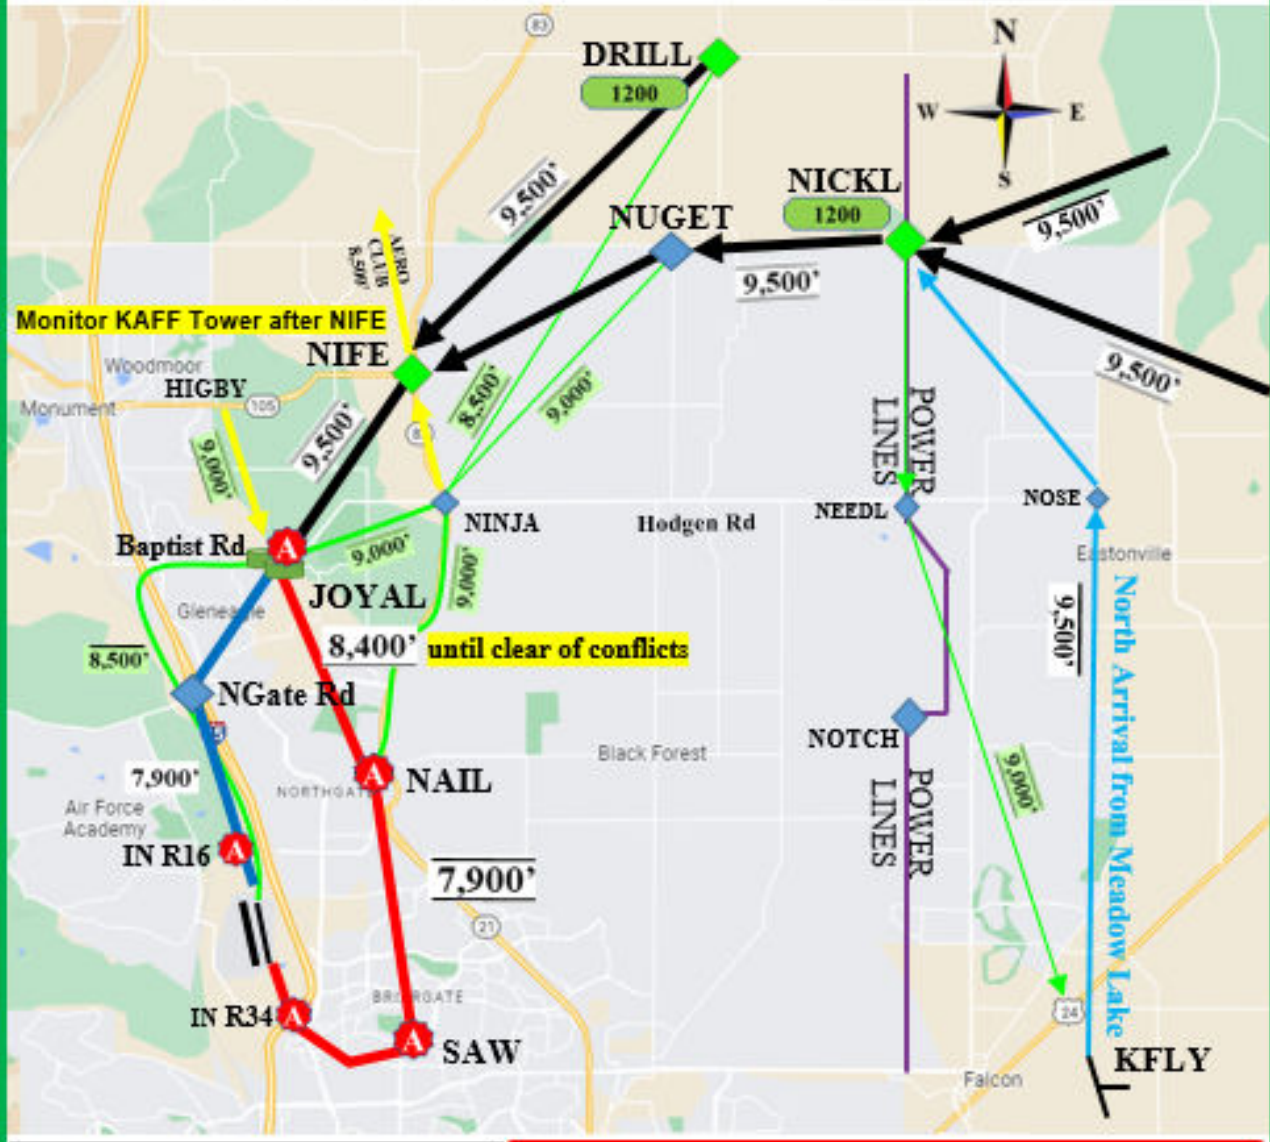 83
DRILL
1200
N
W
E
S
9,500'
NICKL
1200
NUGET
9,500'
9,500'
AERO
CLUB
8,500'
Monitor KAFF Tower after NIFE
NIFE
Woodmoor
HIGBY
105
Monument
9,500'
8,500'
9,000'
9,500'
POWER
LINES
9,000'
NEEDL
NOSE
NINJA
Hodgen Rd
Baptist Rd
A
9,000'
9,000'
Eastonville
JOYAL
Gleneagle
8,400'
until clear of conflicts
8,500'
9,500'
North Arrival from Meadow Lake
NGate Rd
NOTCH
Black Forest
7,900'
A
NAIL
NORTHGATE
9,000'
POWER
LINES
Air Force
Academy
IN R16
A
7,900'
21
IN R34
A
BRIARGATE
24
A
SAW
KFLY
Falcon